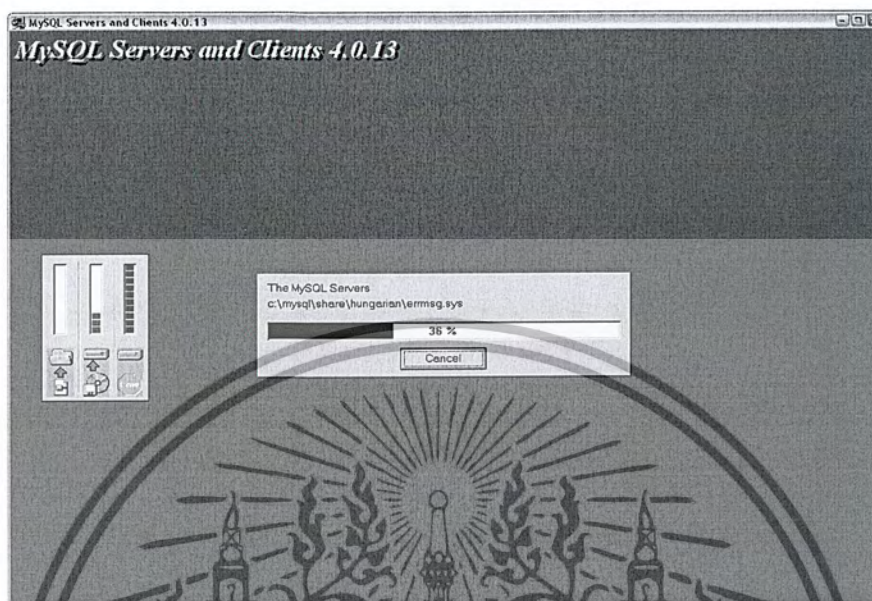 MySQL Servers and Clients 4.0.13
MySQL Servers and Clients 4.0.13
The MySQL Servers
c:\mysql\share\hungarian\errmsg.sys
36 %
Cancel